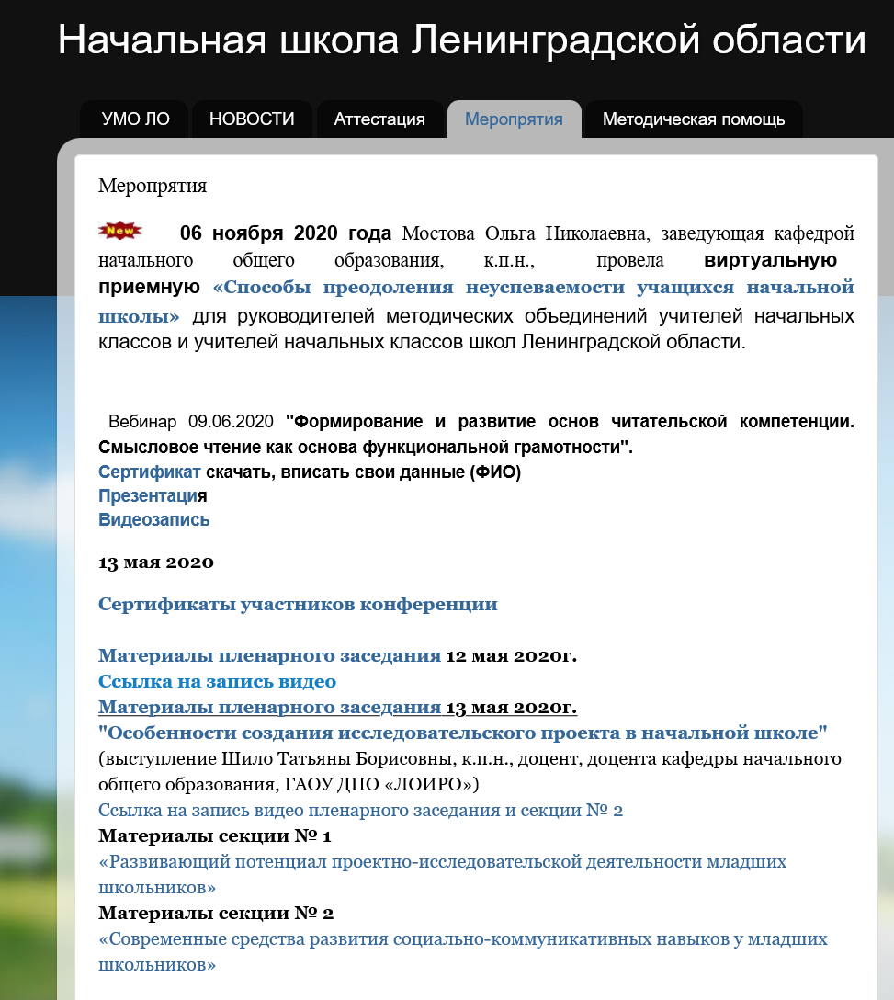 Начальная школа Ленинградской области
УМО ЛО НОВОСТИ Аттестация Меропрятия Методическая помощь
Меропрятия
New 06 ноября 2020 года Мостова Ольга Николаевна, заведующая кафедрой
начального общего образования, к.п.н., провела виртуальную
приемную «Способы преодоления неуспеваемости учащихся начальной
школы» для руководителей методических объединений учителей начальных
классов и учителей начальных классов школ Ленинградской области.
Вебинар 09.06.2020 "Формирование и развитие основ читательской компетенции.
Смысловое чтение как основа функциональной грамотности".
Сертификат скачать, вписать свои данные (ФИО)
Презентация
Видеозапись
13 мая 2020
Сертификаты участников конференции
Материалы пленарного заседания 12 мая 2020г.
Ссылка на запись видео
Материалы пленарного заседания 13 мая 2020г.
"Особенности создания исследовательского проекта в начальной школе"
(выступление Шило Татьяны Борисовны, к.п.н., доцент, доцента кафедры начального
общего образования, ГАОУ ДПО «ЛОИРО»)
Ссылка на запись видео пленарного заседания и секции № 2
Материалы секции № 1
«Развивающий потенциал проектно-исследовательской деятельности младших
школьников»
Материалы секции № 2
«Современные средства развития социально-коммуникативных навыков у младших
школьников»